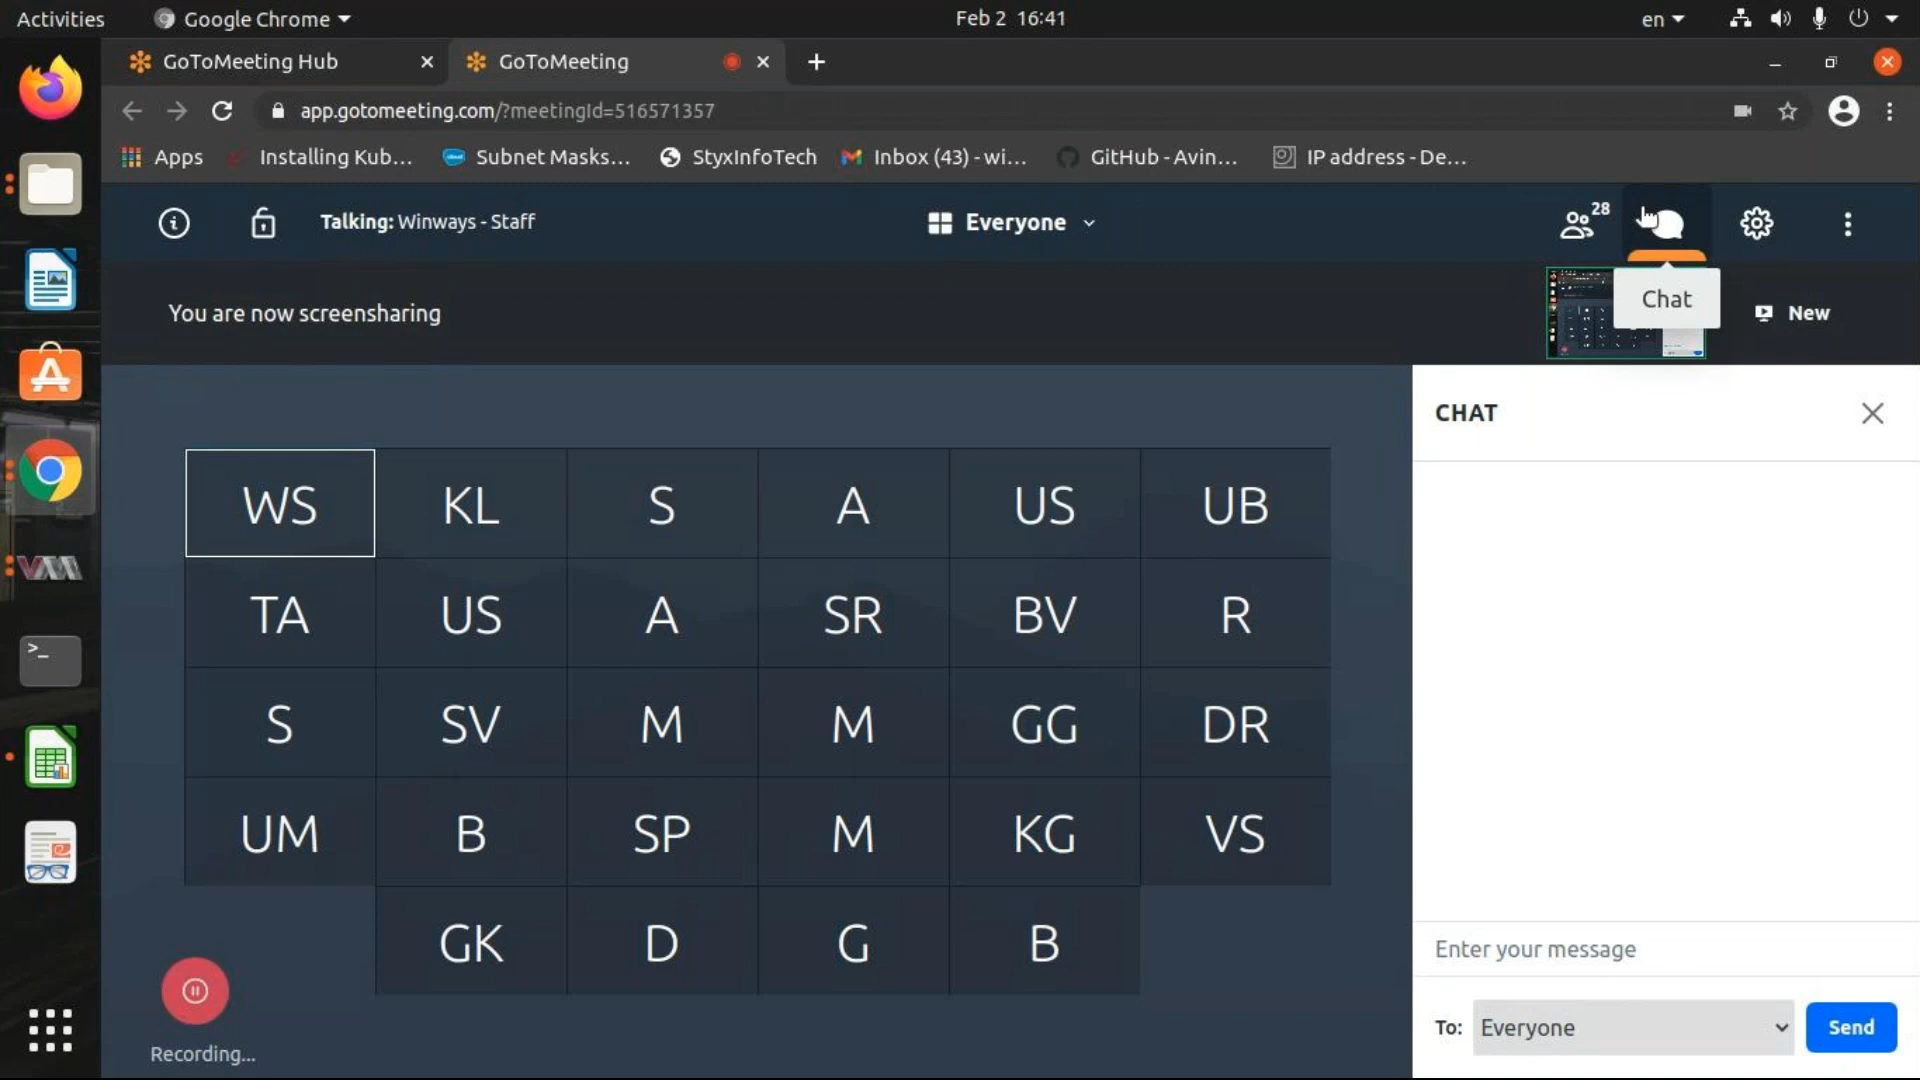 Activities Google Chrome Feb 2 16:41 en
GoToMeeting Hub GoToMeeting
app.gotomeeting.com/?meetingId=516571357
Apps Installing Kub... Subnet Masks... StyxInfoTech Inbox (43) - wi... GitHub - Avin... IP address - De...
Talking: Winways - Staff Everyone 28
You are now screensharing Chat New
CHAT
WS KL S A US UB
TA US A SR BV R
S SV M M GG DR
UM B SP M KG VS
GK D G B
Recording...
Enter your message
To: Everyone Send